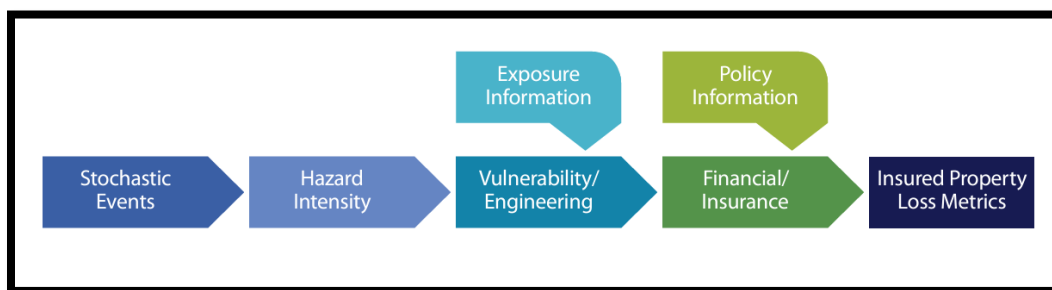 Exposure
Information
Policy
Information
Stochastic
Events
Hazard
Intensity
Vulnerability/
Engineering
Financial/
Insurance
Insured Property
Loss Metrics